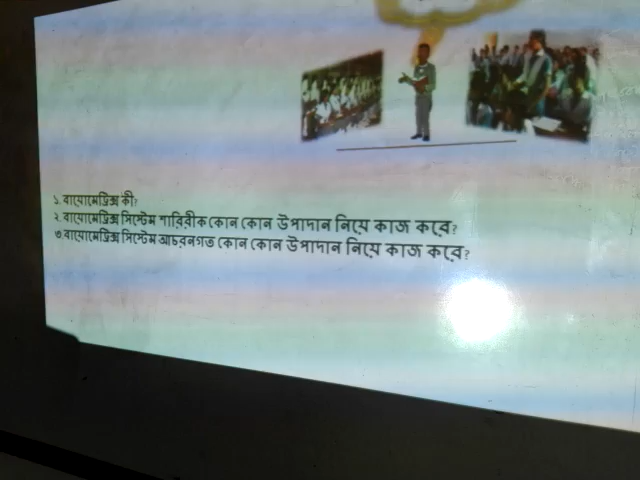 ১. বায়োমেট্রিক্স কী?
২. বায়োমেট্রিক্স সিস্টেম শারিরীক কোন কোন উপাদান নিয়ে কাজ করে?
৩. বায়োমেট্রিক্স সিস্টেম আচরনগত কোন কোন উপাদান নিয়ে কাজ করে?